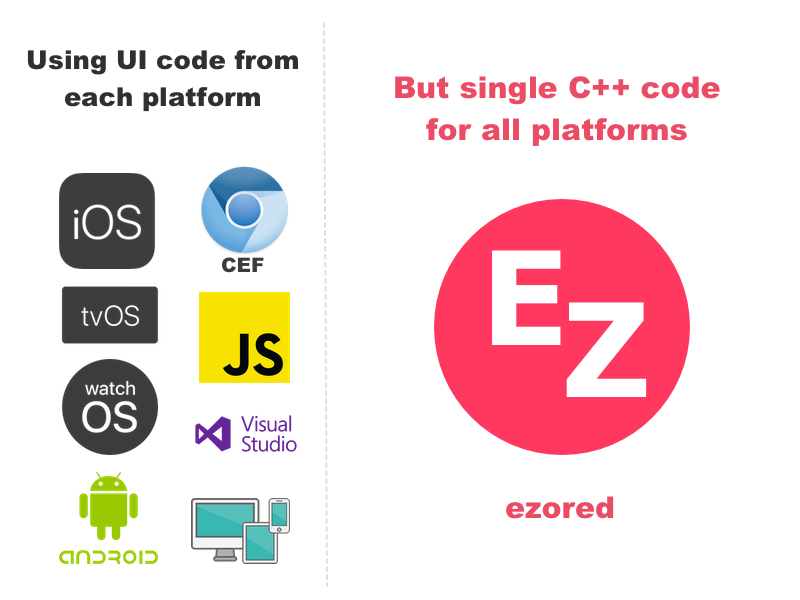 Using UI code from
each platform
iOS
CEF
tvOS
JS
watch
OS
Visual
Studio
ANDROID
But single C++ code
for all platforms
EZ
ezored